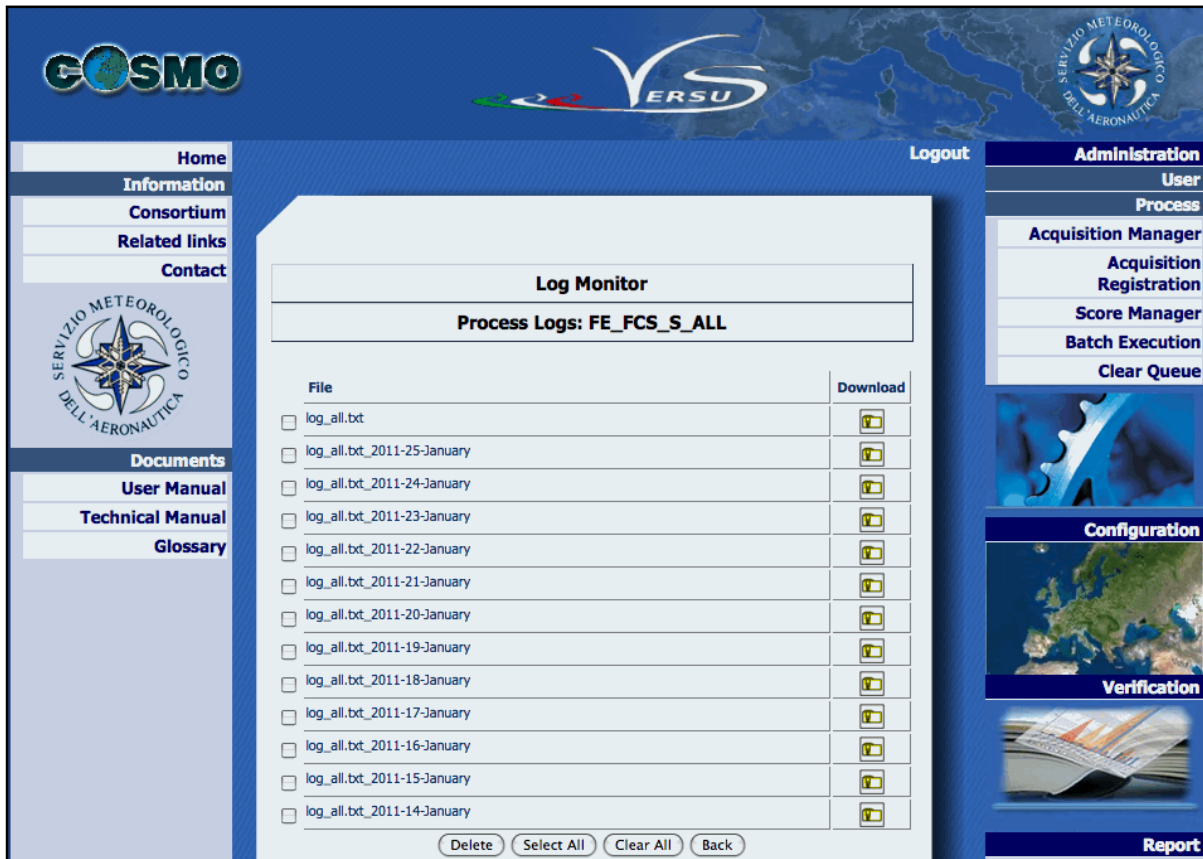 COSMO
VERSUS
SERVIZIO METEOROLOGICO
DELL'AERONAUTICA
Home
Information
Consortium
Related links
Contact
SERVIZIO METEOROLOGICO
DELL'AERONAUTICA
Documents
User Manual
Technical Manual
Glossary
Logout
Log Monitor
Process Logs: FE_FCS_S_ALL
File Download
log_all.txt
log_all.txt_2011-25-January
log_all.txt_2011-24-January
log_all.txt_2011-23-January
log_all.txt_2011-22-January
log_all.txt_2011-21-January
log_all.txt_2011-20-January
log_all.txt_2011-19-January
log_all.txt_2011-18-January
log_all.txt_2011-17-January
log_all.txt_2011-16-January
log_all.txt_2011-15-January
log_all.txt_2011-14-January
Delete Select All Clear All Back
Administration
User
Process
Acquisition Manager
Acquisition
Registration
Score Manager
Batch Execution
Clear Queue
Configuration
Verification
Report